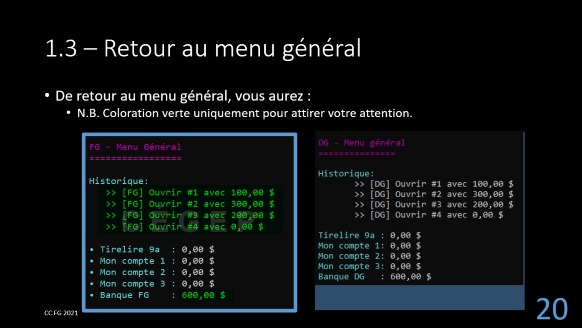 1.3 – Retour au menu général
• De retour au menu général, vous aurez :
• N.B. Coloration verte uniquement pour attirer votre attention.
FG - Menu Général
==================
Historique:
>> [FG] Ouvrir #1 avec 100,00 $
>> [FG] Ouvrir #2 avec 300,00 $
>> [FG] Ouvrir #3 avec 200,00 $
>> [FG] Ouvrir #4 avec 0,00 $
• Tirelire 9a : 0,00 $
• Mon compte 1 : 0,00 $
• Mon compte 2 : 0,00 $
• Mon compte 3 : 0,00 $
• Banque FG : 600,00 $
DG - Menu général
===============
Historique:
>> [DG] Ouvrir #1 avec 100,00 $
>> [DG] Ouvrir #2 avec 300,00 $
>> [DG] Ouvrir #3 avec 200,00 $
>> [DG] Ouvrir #4 avec 0,00 $
Tirelire 9a : 0,00 $
Mon compte 1: 0,00 $
Mon compte 2: 0,00 $
Mon compte 3: 0,00 $
Banque DG : 600,00 $
CC FG 2021
20